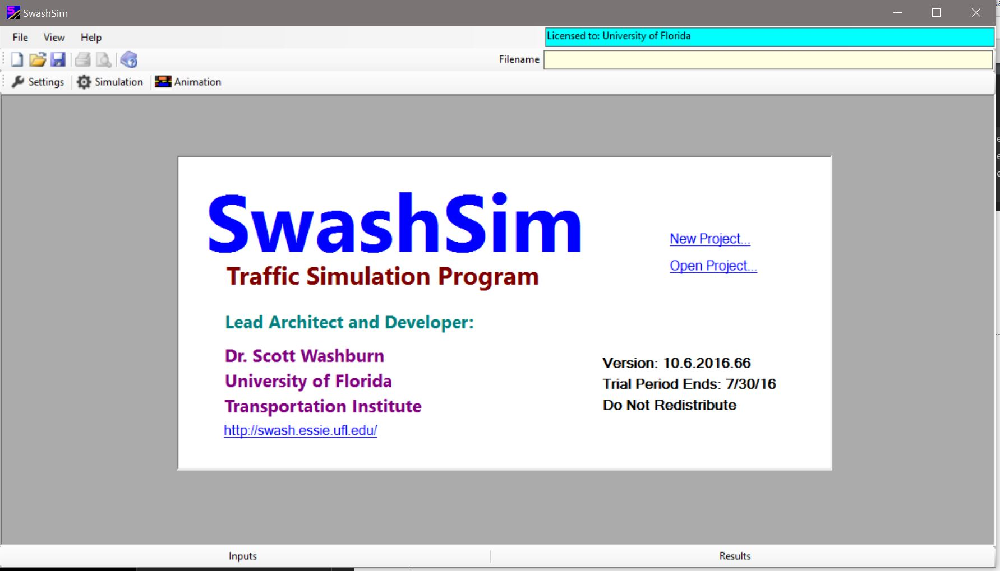 SwashSim
File View Help
Licensed to: University of Florida
Filename
Settings Simulation Animation
SwashSim
Traffic Simulation Program
New Project...
Open Project...
Lead Architect and Developer:
Dr. Scott Washburn
University of Florida
Transportation Institute
http://swash.essie.ufl.edu/
Version: 10.6.2016.66
Trial Period Ends: 7/30/16
Do Not Redistribute
Inputs Results